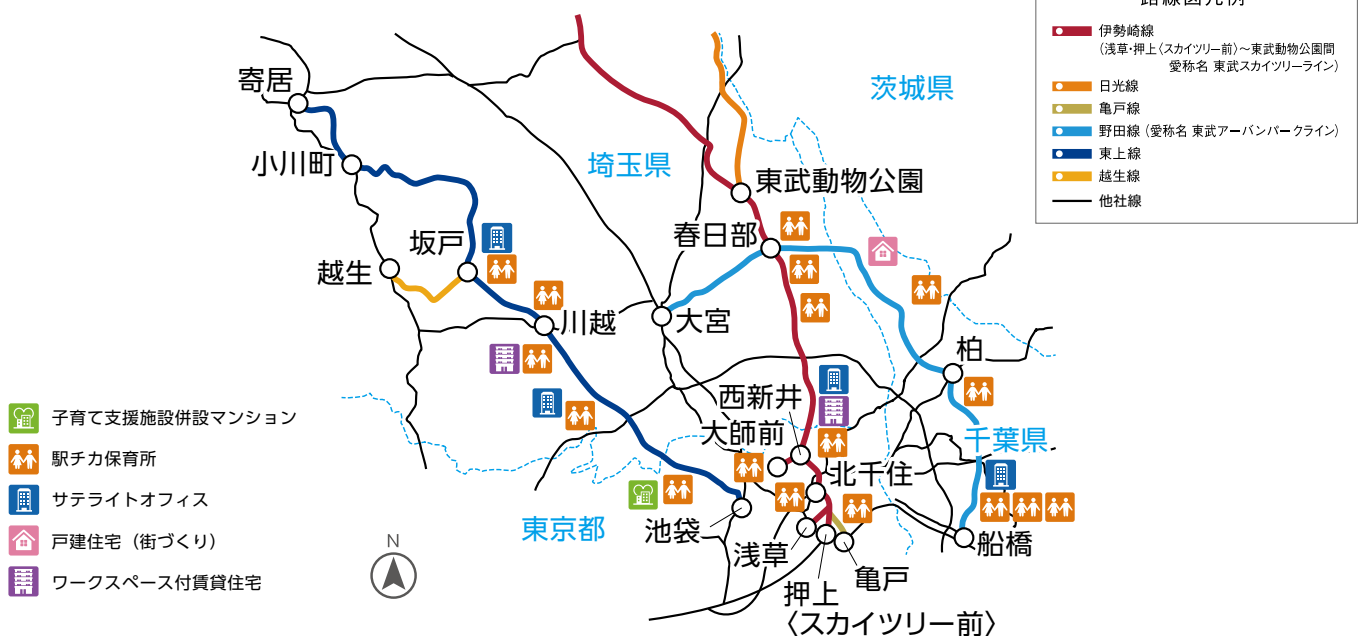 路線図凡例
伊勢崎線
(浅草・押上〈スカイツリー前〉～東武動物公園間
愛称名 東武スカイツリーライン)
日光線
亀戸線
野田線 (愛称名 東武アーバンパークライン)
東上線
越生線
他社線
茨城県
寄居
小川町
埼玉県
東武動物公園
春日部
坂戸
越生
川越
大宮
柏
西新井
大師前
千葉県
北千住
東京都
池袋
浅草
押上
〈スカイツリー前〉
亀戸
船橋
子育て支援施設併設マンション
駅チカ保育所
サテライトオフィス
戸建住宅（街づくり）
ワークスペース付賃貸住宅
N